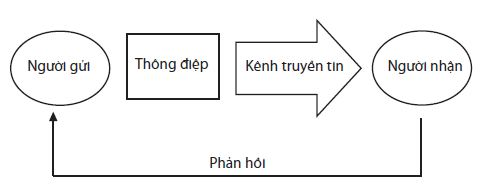 Người gửi
Thông điệp
Kênh truyền tin
Người nhận
Phản hồi